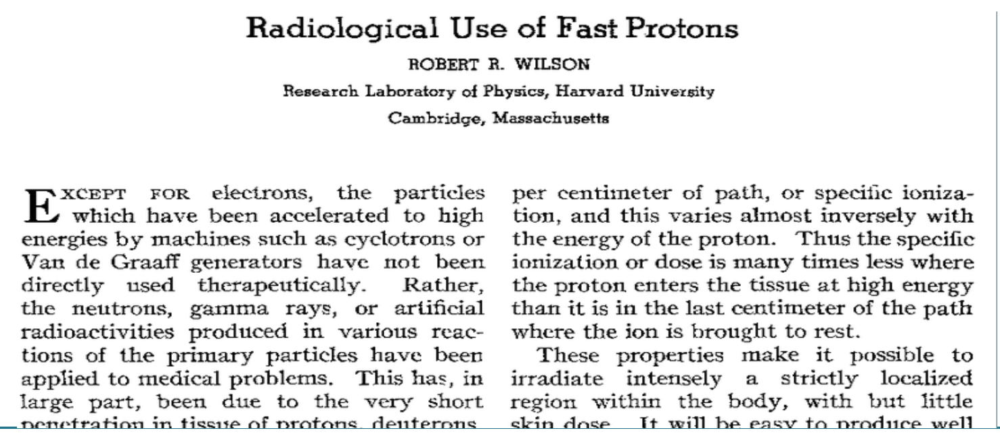 Radiological Use of Fast Protons
ROBERT R. WILSON
Research Laboratory of Physics, Harvard University
Cambridge, Massachusetts
EXCEPT FOR electrons, the particles
which have been accelerated to high
energies by machines such as cyclotrons or
Van de Graaff generators have not been
directly used therapeutically. Rather,
the neutrons, gamma rays, or artificial
radioactivities produced in various reac-
tions of the primary particles have been
applied to medical problems. This has, in
large part, been due to the very short
penetration in tissue of protons, deuterons,
per centimeter of path, or specific ioniza-
tion, and this varies almost inversely with
the energy of the proton. Thus the specific
ionization or dose is many times less where
the proton enters the tissue at high energy
than it is in the last centimeter of the path
where the ion is brought to rest.
These properties make it possible to
irradiate intensely a strictly localized
region within the body, with but little
skin dose. It will be easy to produce well